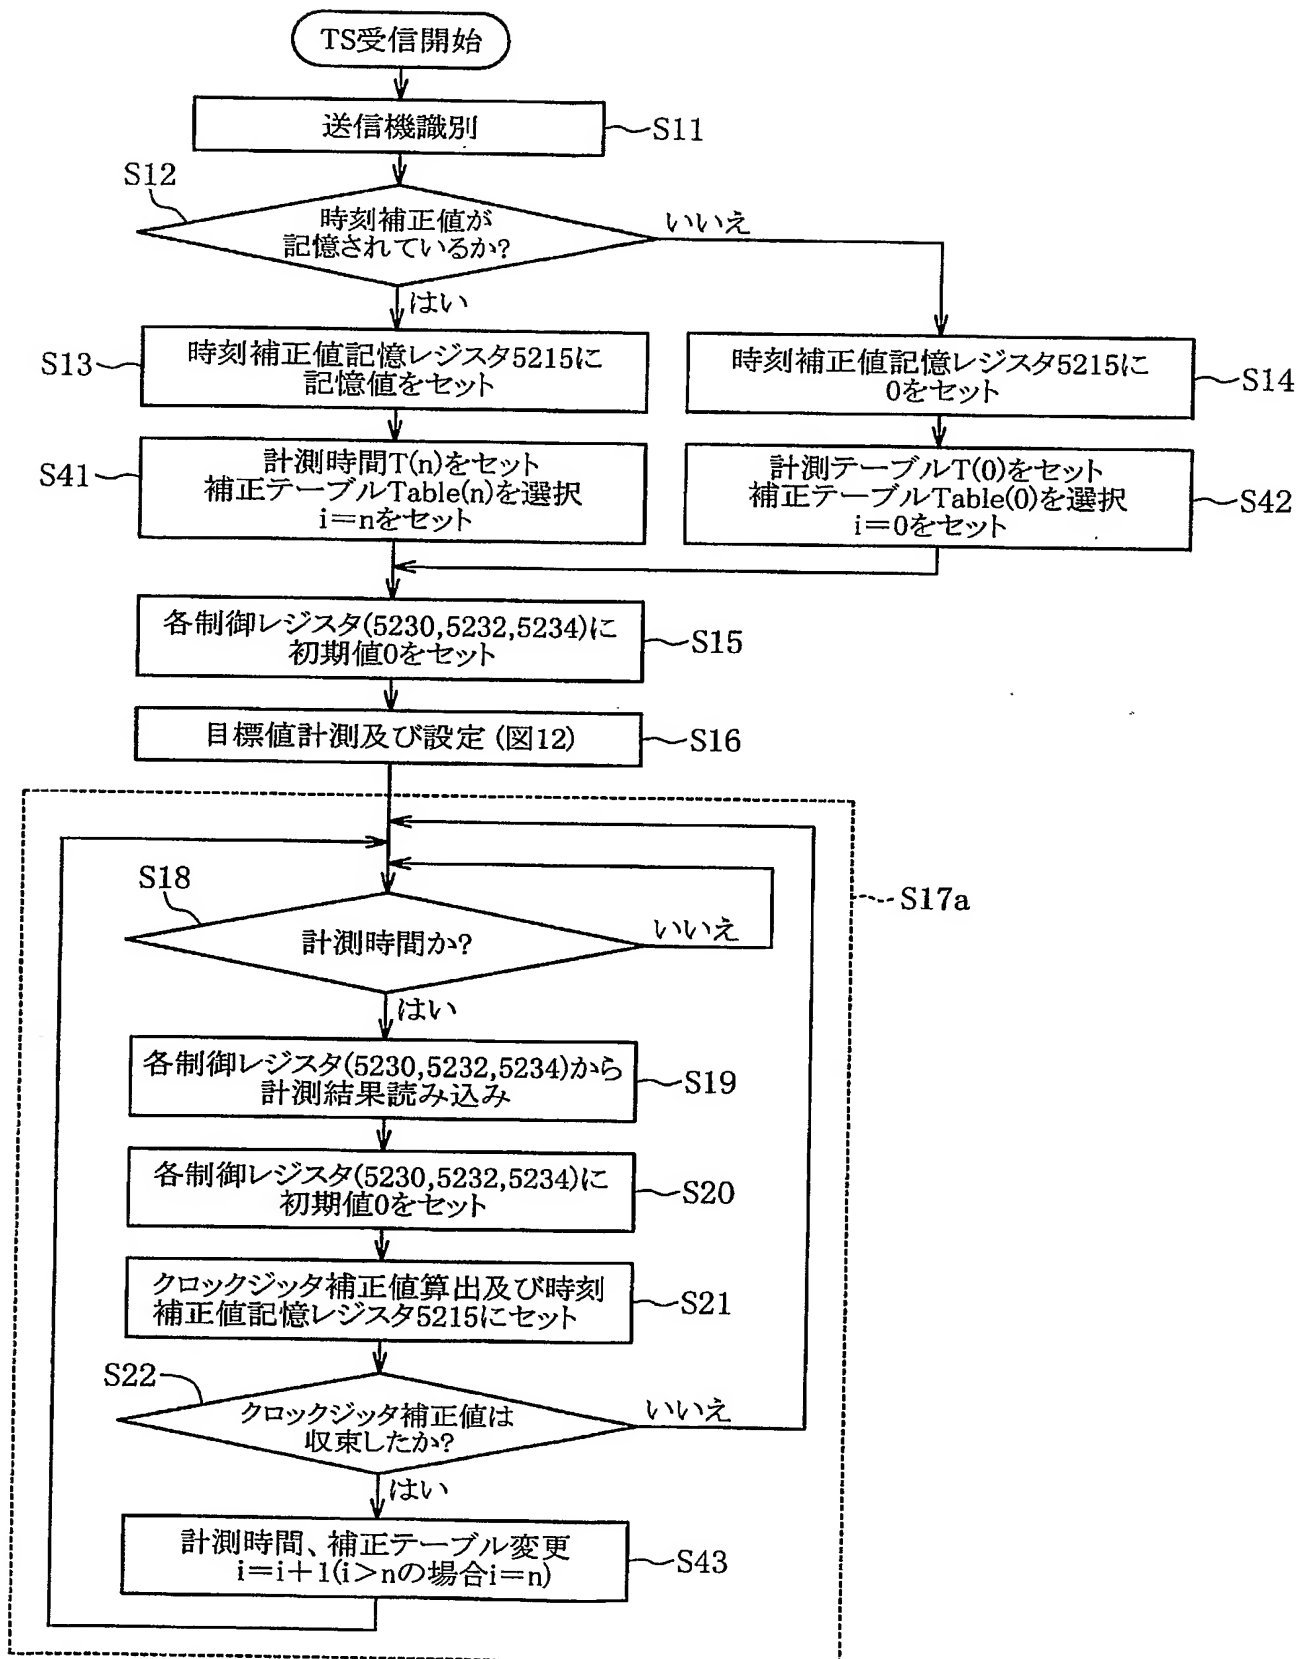 TS受信開始
送信機識別
S11
S12
時刻補正値が
記憶されているか?
いいえ
はい
S13
時刻補正値記憶レジスタ5215に
記憶値をセット
時刻補正値記憶レジスタ5215に
0をセット
S14
S41
計測時間T(n)をセット
補正テーブルTable(n)を選択
i=nをセット
計測テーブルT(0)をセット
補正テーブルTable(0)を選択
i=0をセット
S42
各制御レジスタ(5230,5232,5234)に
初期値0をセット
S15
目標値計測及び設定(図12)
S16
S18
計測時間か?
いいえ
S17a
はい
各制御レジスタ(5230,5232,5234)から
計測結果読み込み
S19
各制御レジスタ(5230,5232,5234)に
初期値0をセット
S20
クロックジッタ補正値算出及び時刻
補正値記憶レジスタ5215にセット
S21
S22
クロックジッタ補正値は
収束したか?
いいえ
はい
計測時間、補正テーブル変更
i=i+1(i>nの場合i=n)
S43